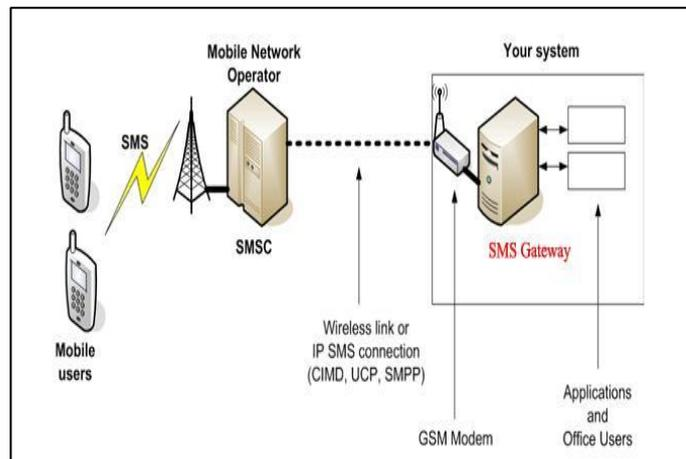 Mobile Network
Operator
Your system
SMS
SMSC
SMS Gateway
Mobile
users
Wireless link or
IP SMS connection
(CIMD, UCP, SMPP)
GSM Modem
Applications
and
Office Users